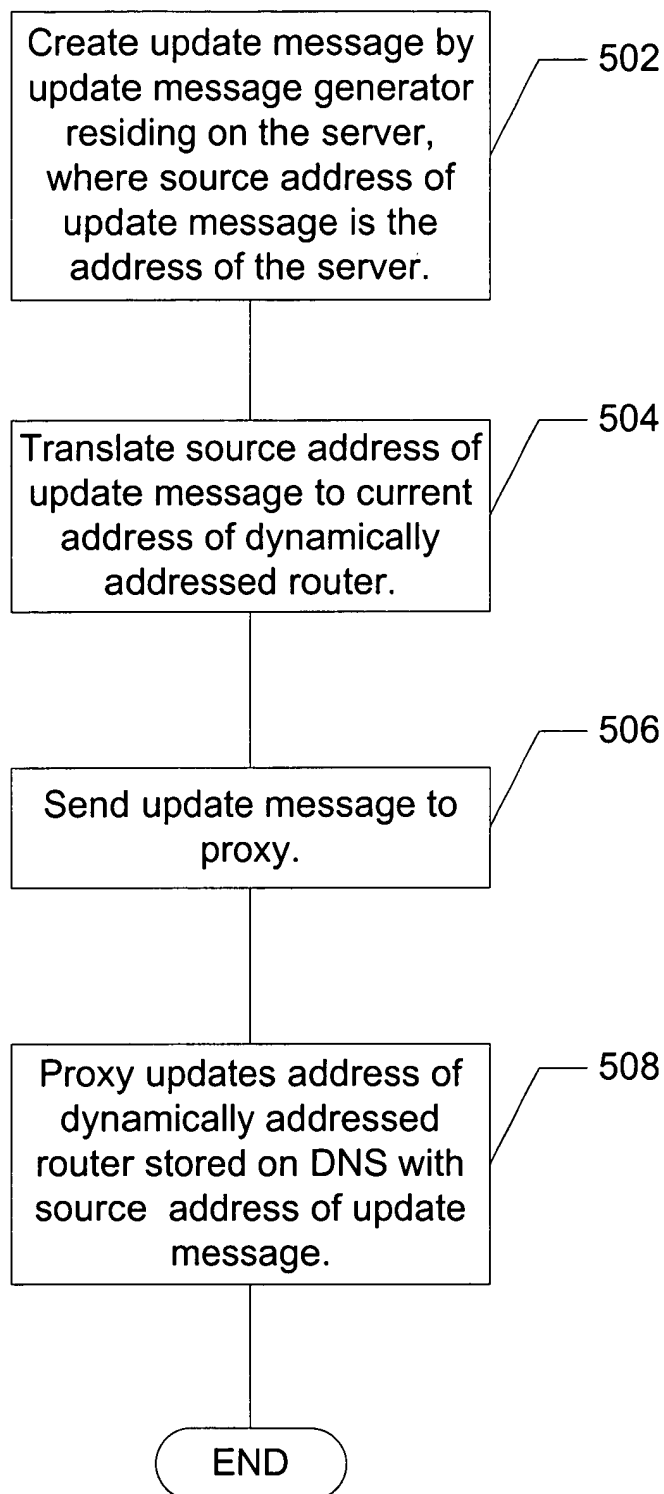 Create update message by
update message generator
residing on the server,
where source address of
update message is the
address of the server.
502
Translate source address of
update message to current
address of dynamically
addressed router.
504
Send update message to
proxy.
506
Proxy updates address of
dynamically addressed
router stored on DNS with
source address of update
message.
508
END